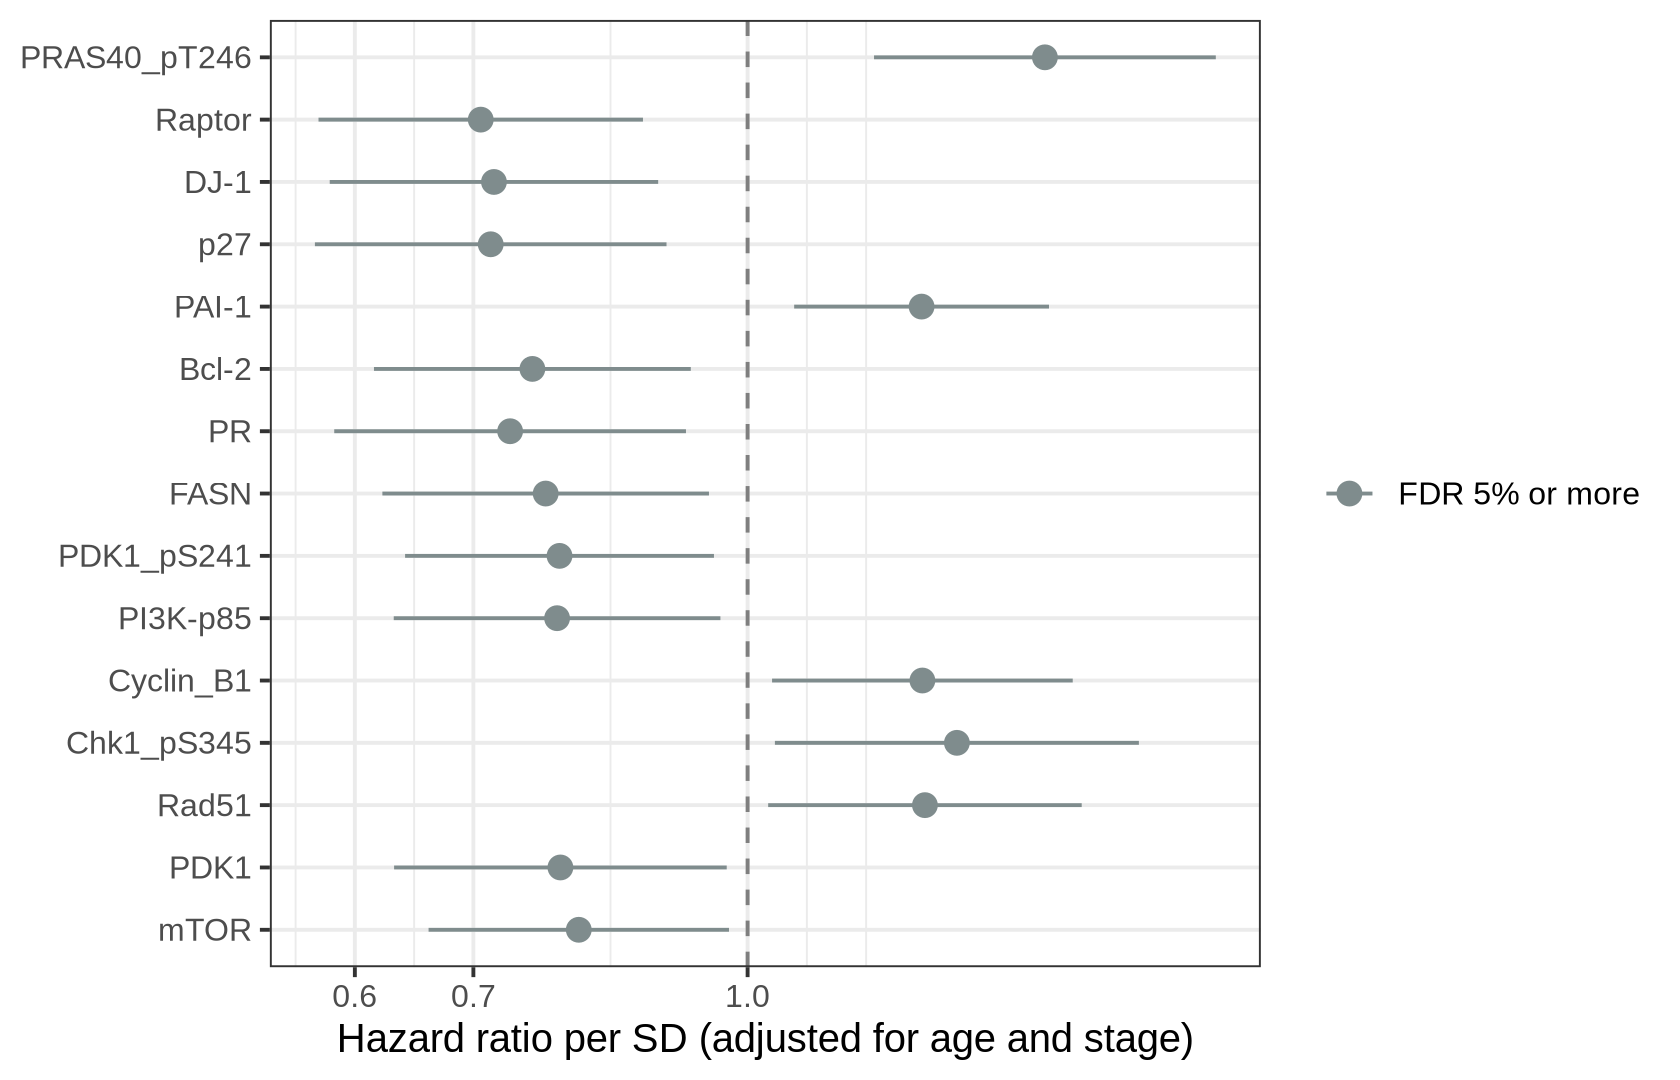 PRAS40_pT246
Raptor
DJ-1
p27
PAI-1
Bcl-2
PR
FASN
PDK1_pS241
PI3K-p85
Cyclin_B1
Chk1_pS345
Rad51
PDK1
mTOR
0.6 0.7 1.0
Hazard ratio per SD (adjusted for age and stage)
FDR 5% or more